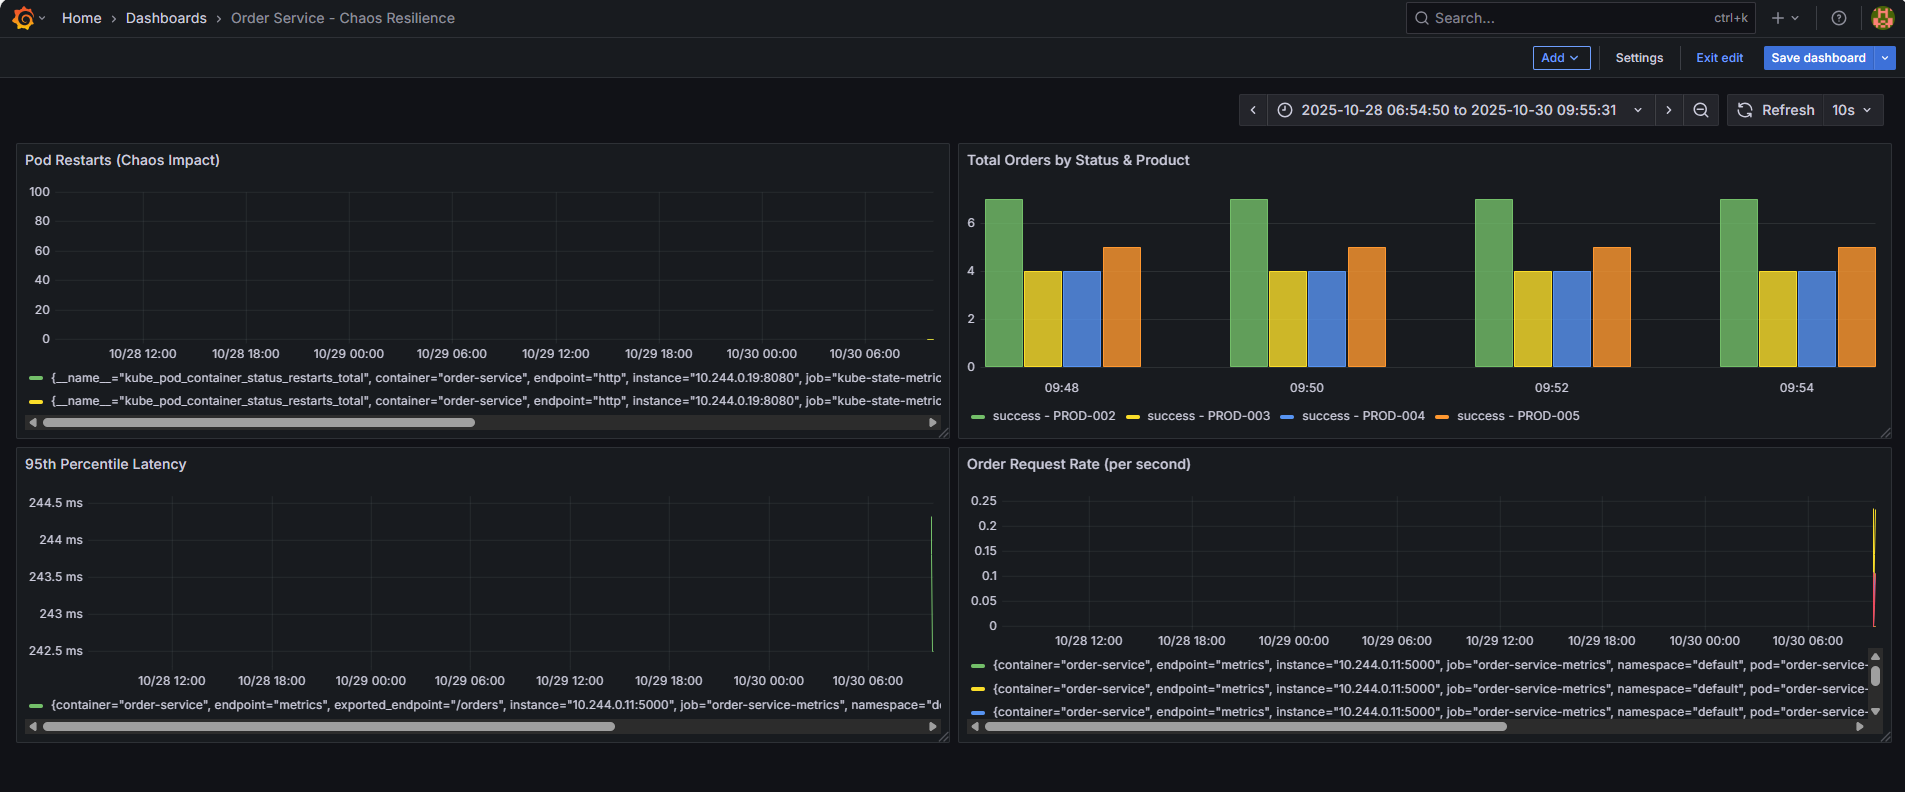 Home › Dashboards › Order Service - Chaos Resilience
Search...
ctrl+k
Add
Settings
Exit edit
Save dashboard
2025-10-28 06:54:50 to 2025-10-30 09:55:31
Refresh
10s
Pod Restarts (Chaos Impact)
100
80
60
40
20
0
10/28 12:00 10/28 18:00 10/29 00:00 10/29 06:00 10/29 12:00 10/29 18:00 10/30 00:00 10/30 06:00
{__name__="kube_pod_container_status_restarts_total", container="order-service", endpoint="http", instance="10.244.0.19:8080", job="kube-state-metric
{__name__="kube_pod_container_status_restarts_total", container="order-service", endpoint="http", instance="10.244.0.19:8080", job="kube-state-metric
Total Orders by Status & Product
6
4
2
0
09:48 09:50 09:52 09:54
success - PROD-002 success - PROD-003 success - PROD-004 success - PROD-005
95th Percentile Latency
244.5 ms
244 ms
243.5 ms
243 ms
242.5 ms
10/28 12:00 10/28 18:00 10/29 00:00 10/29 06:00 10/29 12:00 10/29 18:00 10/30 00:00 10/30 06:00
{container="order-service", endpoint="metrics", exported_endpoint="/orders", instance="10.244.0.11:5000", job="order-service-metrics", namespace="de
Order Request Rate (per second)
0.25
0.2
0.15
0.1
0.05
0
10/28 12:00 10/28 18:00 10/29 00:00 10/29 06:00 10/29 12:00 10/29 18:00 10/30 00:00 10/30 06:00
{container="order-service", endpoint="metrics", instance="10.244.0.11:5000", job="order-service-metrics", namespace="default", pod="order-service-
{container="order-service", endpoint="metrics", instance="10.244.0.11:5000", job="order-service-metrics", namespace="default", pod="order-service-
{container="order-service", endpoint="metrics", instance="10.244.0.11:5000", job="order-service-metrics", namespace="default", pod="order-service-